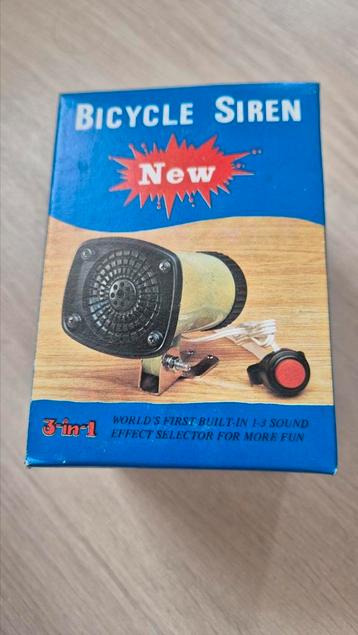 BICYCLE SIREN
New
3-in-1
WORLD'S FIRST BUILT-IN 1-3 SOUND
EFFECT SELECTOR FOR MORE FUN